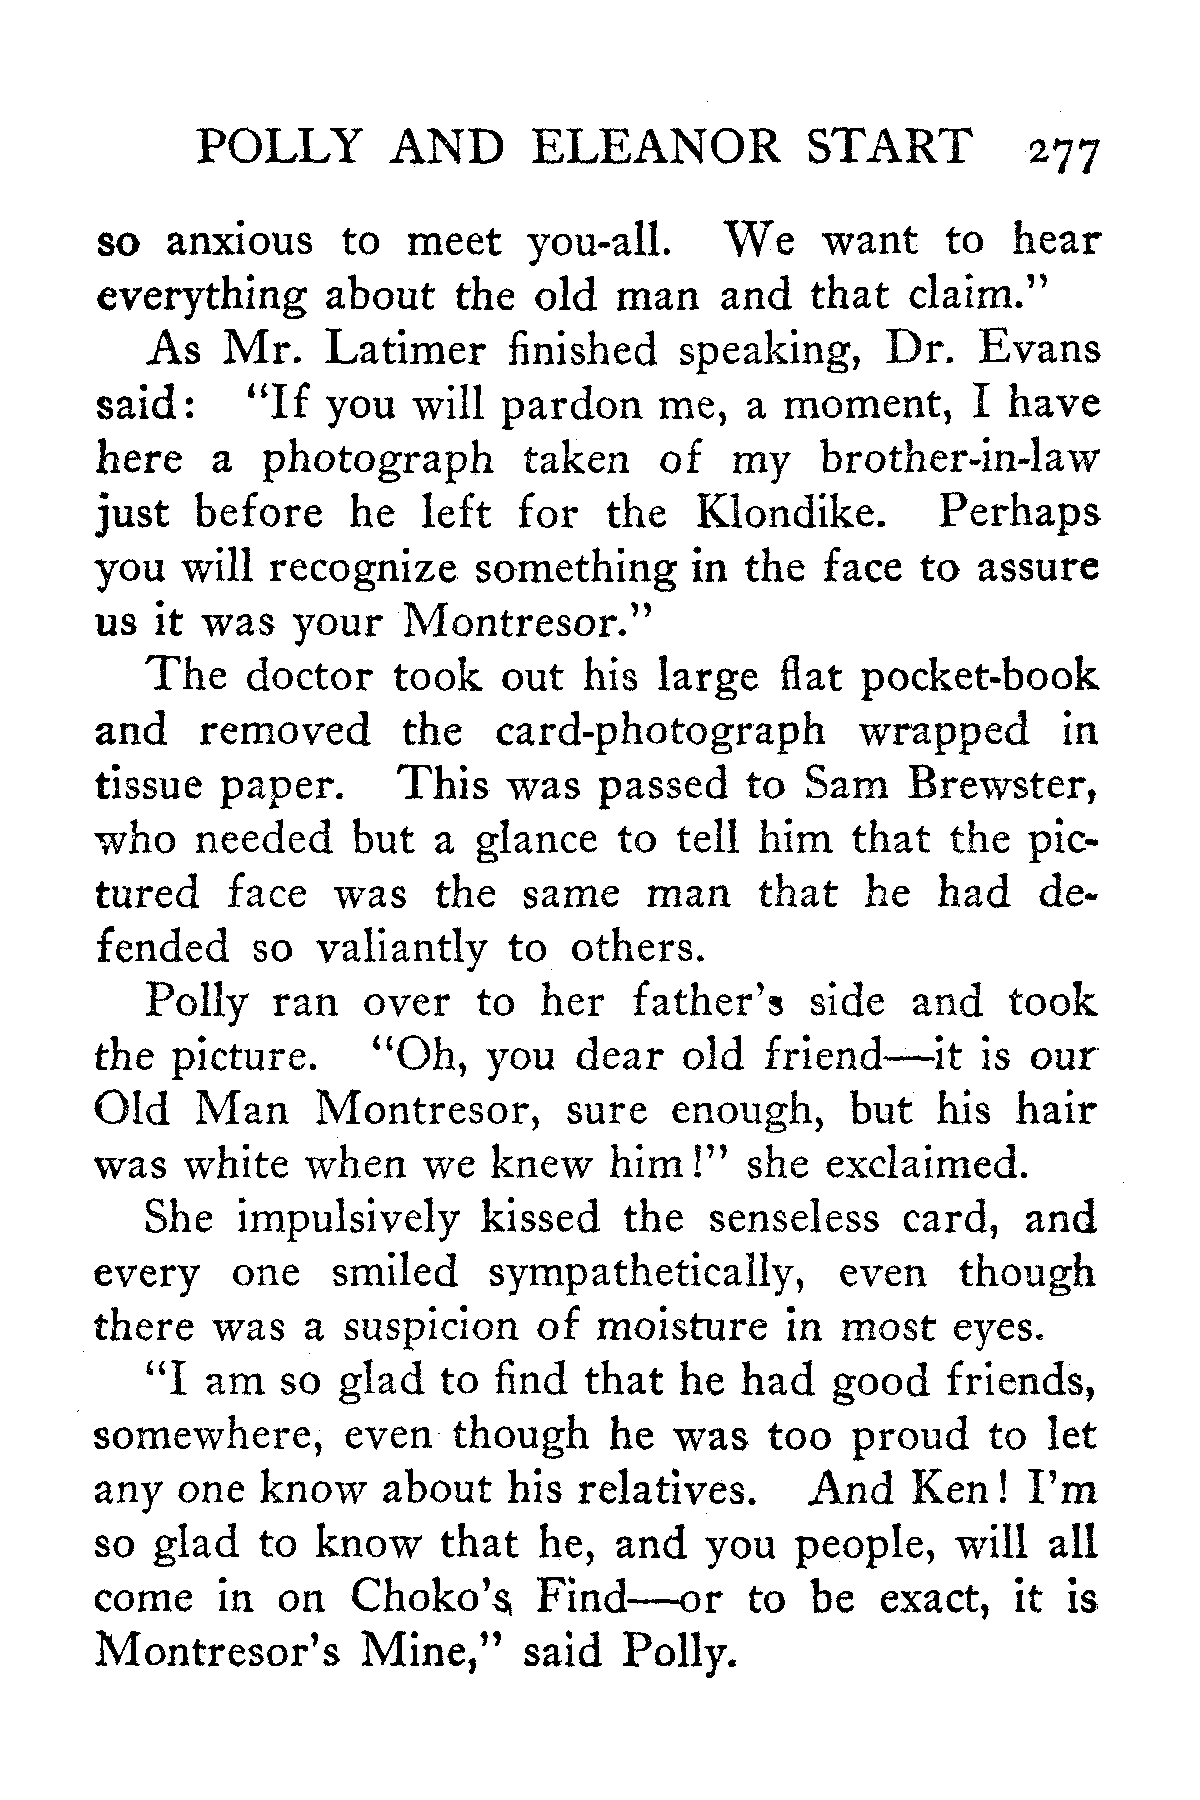 POLLY AND ELEANOR START 277
so anxious to meet you-all. We want to hear
everything about the old man and that claim."
As Mr. Latimer finished speaking, Dr. Evans
said: "If you will pardon me, a moment, I have
here a photograph taken of my brother-in-law
just before he left for the Klondike. Perhaps
you will recognize something in the face to assure
us it was your Montresor."
The doctor took out his large flat pocket-book
and removed the card-photograph wrapped in
tissue paper. This was passed to Sam Brewster,
who needed but a glance to tell him that the pic-
tured face was the same man that he had de-
fended so valiantly to others.
Polly ran over to her father's side and took
the picture. "Oh, you dear old friend—it is our
Old Man Montresor, sure enough, but his hair
was white when we knew him!" she exclaimed.
She impulsively kissed the senseless card, and
every one smiled sympathetically, even though
there was a suspicion of moisture in most eyes.
"I am so glad to find that he had good friends,
somewhere, even though he was too proud to let
any one know about his relatives. And Ken! I'm
so glad to know that he, and you people, will all
come in on Choko's Find—or to be exact, it is
Montresor's Mine," said Polly.